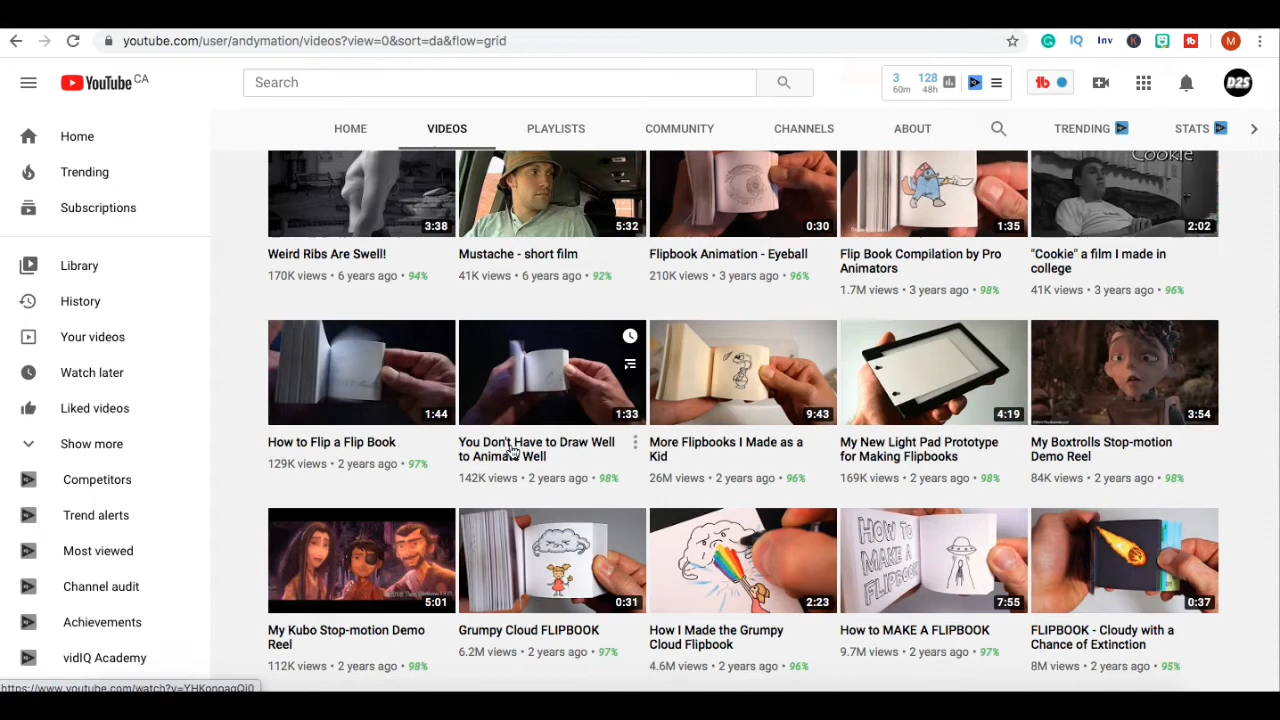 youtube.com/user/andymation/videos?view=0&sort=da&flow=grid
IQ
Inv
K
M
YouTube CA
Search
3 128
60m 48h
tb
D2S
HOME VIDEOS PLAYLISTS COMMUNITY CHANNELS ABOUT TRENDING STATS
Home
Trending
Subscriptions
Library
History
Your videos
Watch later
Liked videos
Show more
Competitors
Trend alerts
Most viewed
Channel audit
Achievements
vidIQ Academy
3:38
Weird Ribs Are Swell!
170K views • 6 years ago • 94%
5:32
Mustache - short film
41K views • 6 years ago • 92%
0:30
Flipbook Animation - Eyeball
210K views • 3 years ago • 96%
1:35
Flip Book Compilation by Pro
Animators
1.7M views • 3 years ago • 98%
Cookie
2:02
"Cookie" a film I made in
college
41K views • 3 years ago • 96%
1:44
How to Flip a Flip Book
129K views • 2 years ago • 97%
1:33
You Don't Have to Draw Well
to Animate Well
142K views • 2 years ago • 98%
9:43
More Flipbooks I Made as a
Kid
26M views • 2 years ago • 96%
4:19
My New Light Pad Prototype
for Making Flipbooks
169K views • 2 years ago • 98%
3:54
My Boxtrolls Stop-motion
Demo Reel
84K views • 2 years ago • 98%
5:01
My Kubo Stop-motion Demo
Reel
112K views • 2 years ago • 98%
0:31
Grumpy Cloud FLIPBOOK
6.2M views • 2 years ago • 97%
2:23
How I Made the Grumpy
Cloud Flipbook
4.6M views • 2 years ago • 96%
HOW TO
MAKE A
FLIPBOOK
7:55
How to MAKE A FLIPBOOK
9.7M views • 2 years ago • 97%
0:37
FLIPBOOK - Cloudy with a
Chance of Extinction
8M views • 2 years ago • 95%